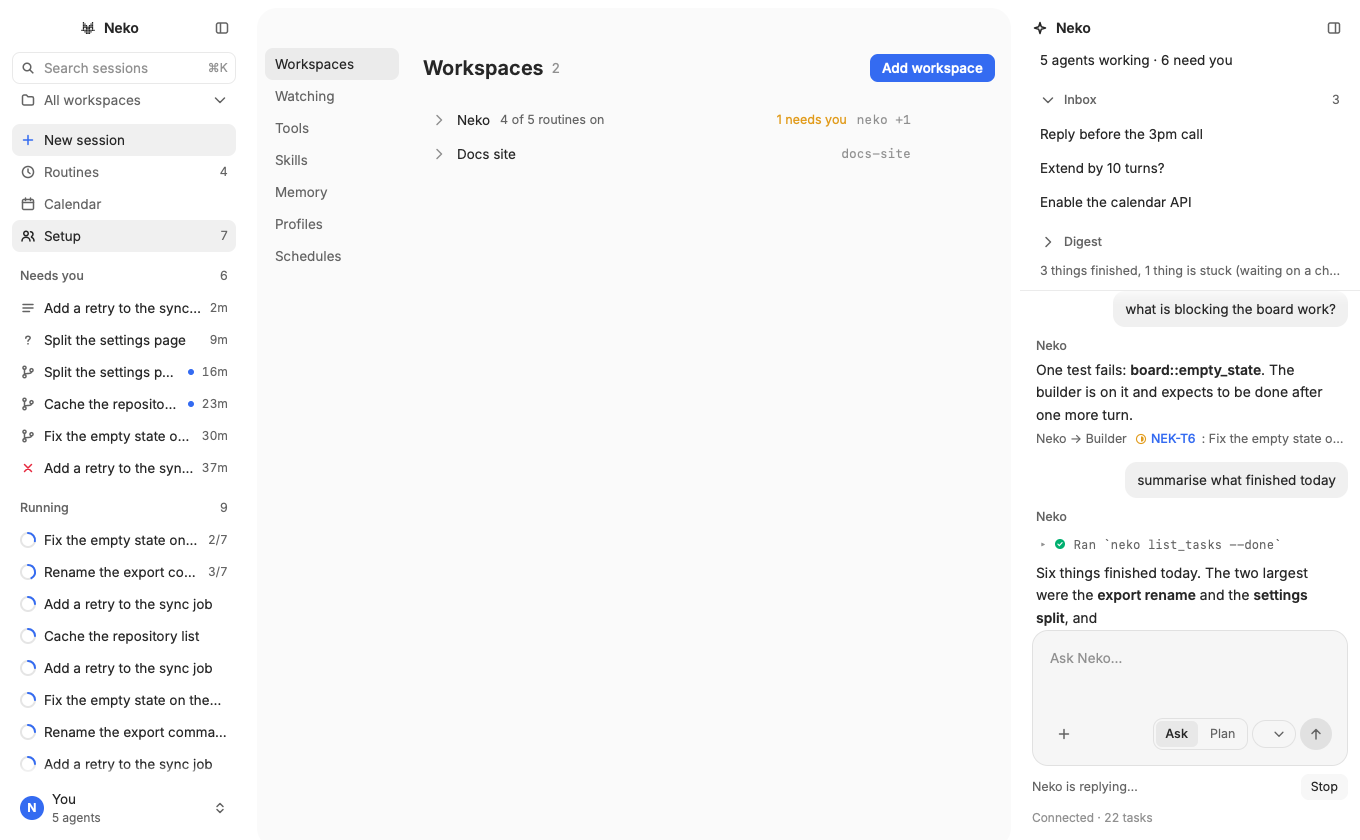 Neko
Search sessions ⌘K
All workspaces
New session
Routines 4
Calendar
Setup 7
Needs you 6
Add a retry to the sync... 2m
? Split the settings page 9m
Split the settings p... 16m
Cache the reposito... 23m
Fix the empty state o... 30m
Add a retry to the syn... 37m
Running 9
Fix the empty state on... 2/7
Rename the export co... 3/7
Add a retry to the sync job
Cache the repository list
Add a retry to the sync job
Fix the empty state on the...
Rename the export comma...
Add a retry to the sync job
N You
5 agents
Workspaces
Watching
Tools
Skills
Memory
Profiles
Schedules
Workspaces 2
Add workspace
Neko 4 of 5 routines on 1 needs you neko +1
Docs site docs-site
Neko
5 agents working · 6 need you
Inbox 3
Reply before the 3pm call
Extend by 10 turns?
Enable the calendar API
Digest
3 things finished, 1 thing is stuck (waiting on a ch...
what is blocking the board work?
Neko
One test fails: board::empty_state. The
builder is on it and expects to be done after
one more turn.
Neko → Builder NEK-T6 : Fix the empty state o...
summarise what finished today
Neko
Ran `neko list_tasks --done`
Six things finished today. The two largest
were the export rename and the settings
split, and
Ask Neko...
Ask Plan
Neko is replying... Stop
Connected · 22 tasks